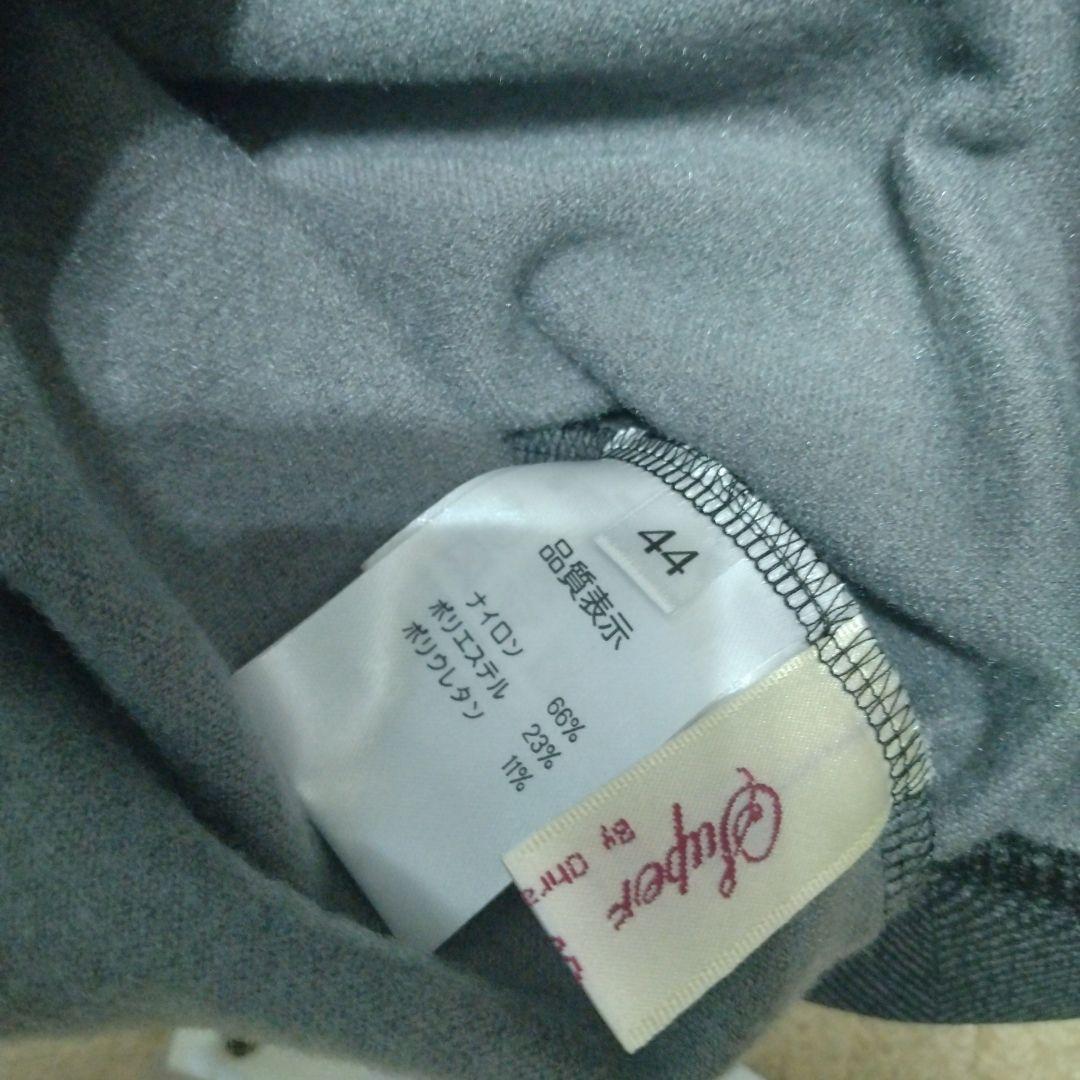 44
品質表示
ナイロン 66%
ポリエステル 23%
ポリウレタン 11%
Super
BY